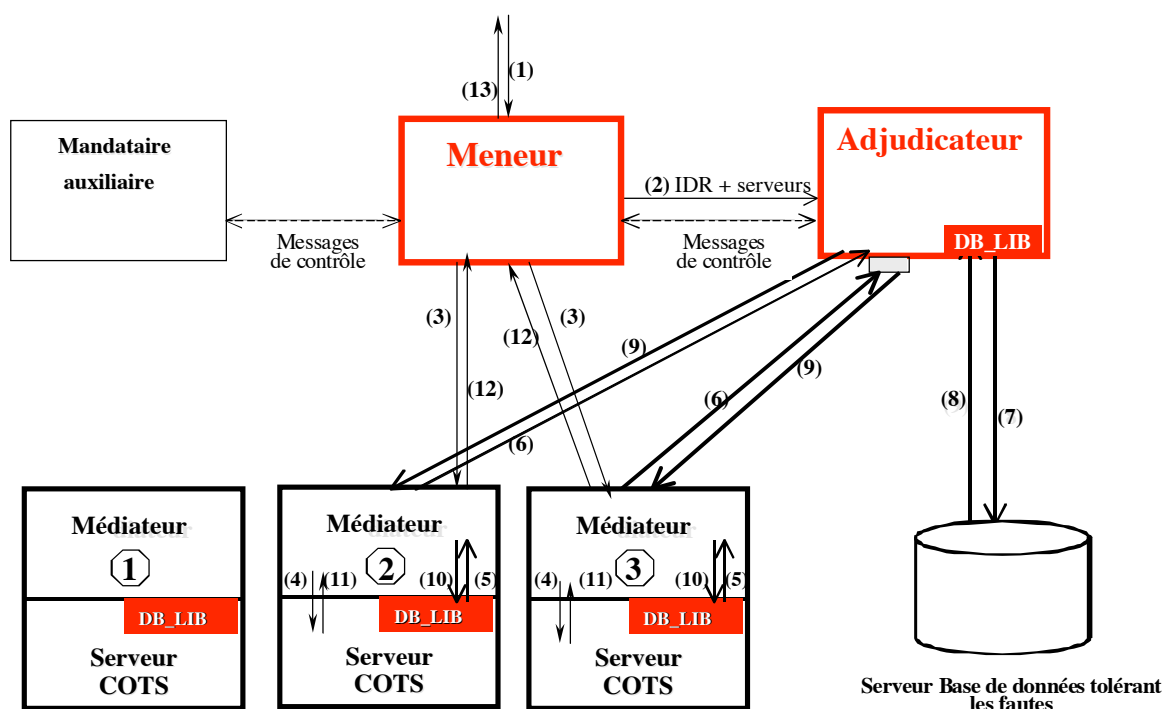 (1)
(13)
Mandataire
auxiliaire
Meneur
Adjudicateur
(2) IDR + serveurs
DB_LIB
Messages
de contrôle
Messages
de contrôle
(3)
(12)
(3)
(12)
(9)
(6)
(6)
(9)
(8)
(7)
Médiateur
1
DB_LIB
Serveur
COTS
Médiateur
2
(4)
(11)
(10)
(5)
DB_LIB
Serveur
COTS
Médiateur
3
(4)
(11)
(10)
(5)
DB_LIB
Serveur
COTS
Serveur Base de données tolérant
les fautes